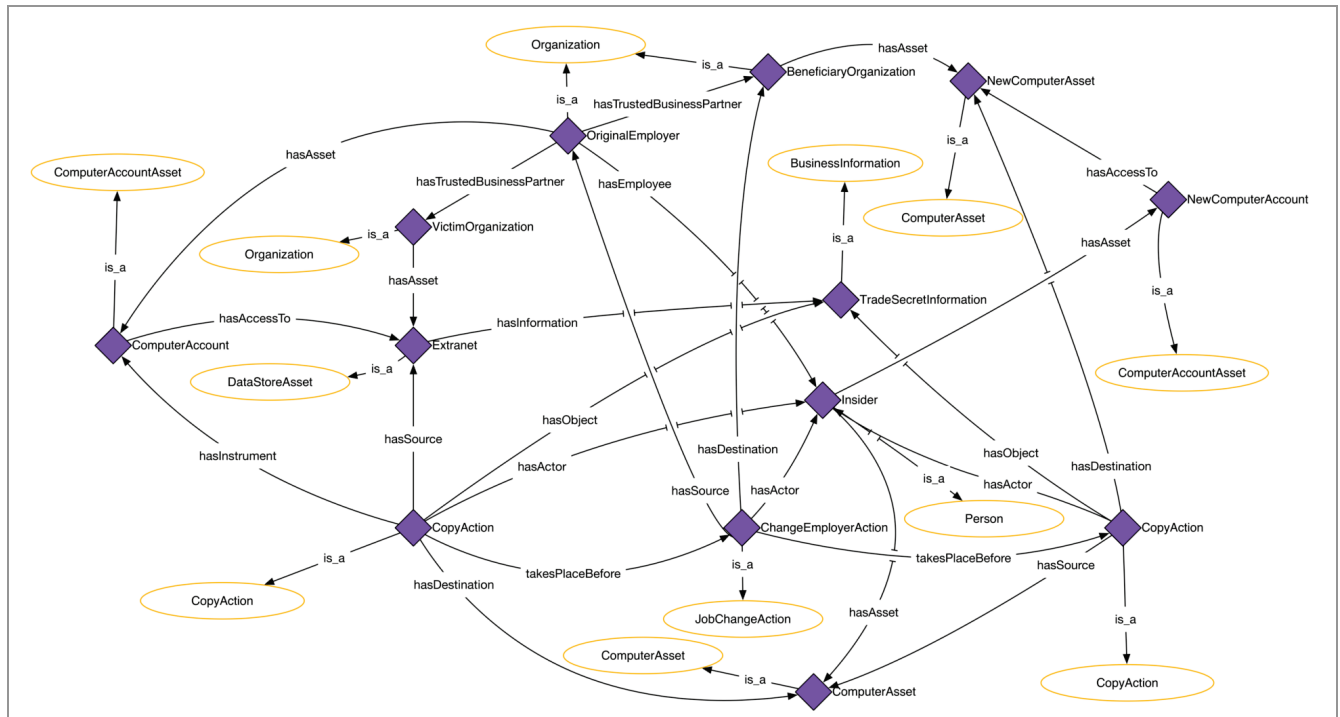 Organization
hasAsset
is_a
BeneficiaryOrganization
NewComputerAsset
is_a
hasTrustedBusinessPartner
OriginalEmployer
hasAsset
is_a
BusinessInformation
ComputerAccountAsset
hasTrustedBusinessPartner
hasEmployee
hasAccessTo
NewComputerAccount
ComputerAsset
VictimOrganization
is_a
is_a
hasAsset
Organization
is_a
hasAsset
is_a
TradeSecretInformation
hasAccessTo
hasInformation
ComputerAccount
Extranet
is_a
DataStoreAsset
ComputerAccountAsset
Insider
hasObject
hasSource
hasDestination
hasObject
hasInstrument
hasActor
hasDestination
is_a
hasSource
hasActor
hasActor
Person
CopyAction
ChangeEmployerAction
CopyAction
is_a
takesPlaceBefore
hasSource
is_a
takesPlaceBefore
hasDestination
CopyAction
hasAsset
JobChangeAction
is_a
ComputerAsset
is_a
CopyAction
ComputerAsset